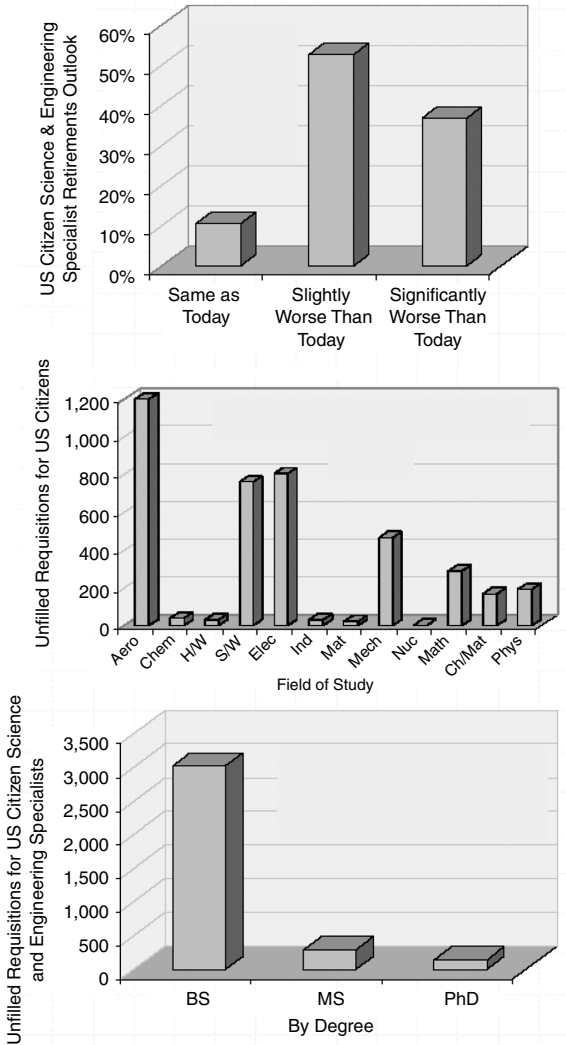 US Citizen Science & Engineering
Specialist Retirements Outlook
60%
50%
40%
30%
20%
10%
0%
Same as
Today
Slightly
Worse Than
Today
Significantly
Worse Than
Today
Unfilled Requisitions for US Citizens
1,200
1,000
800
600
400
200
0
Aero
Chem
H/W
S/W
Elec
Ind
Mat
Mech
Nuc
Math
Ch/Mat
Phys
Field of Study
Unfilled Requisitions for US Citizen Science
and Engineering Specialists
3,500
3,000
2,500
2,000
1,500
1,000
500
0
BS
MS
PhD
By Degree